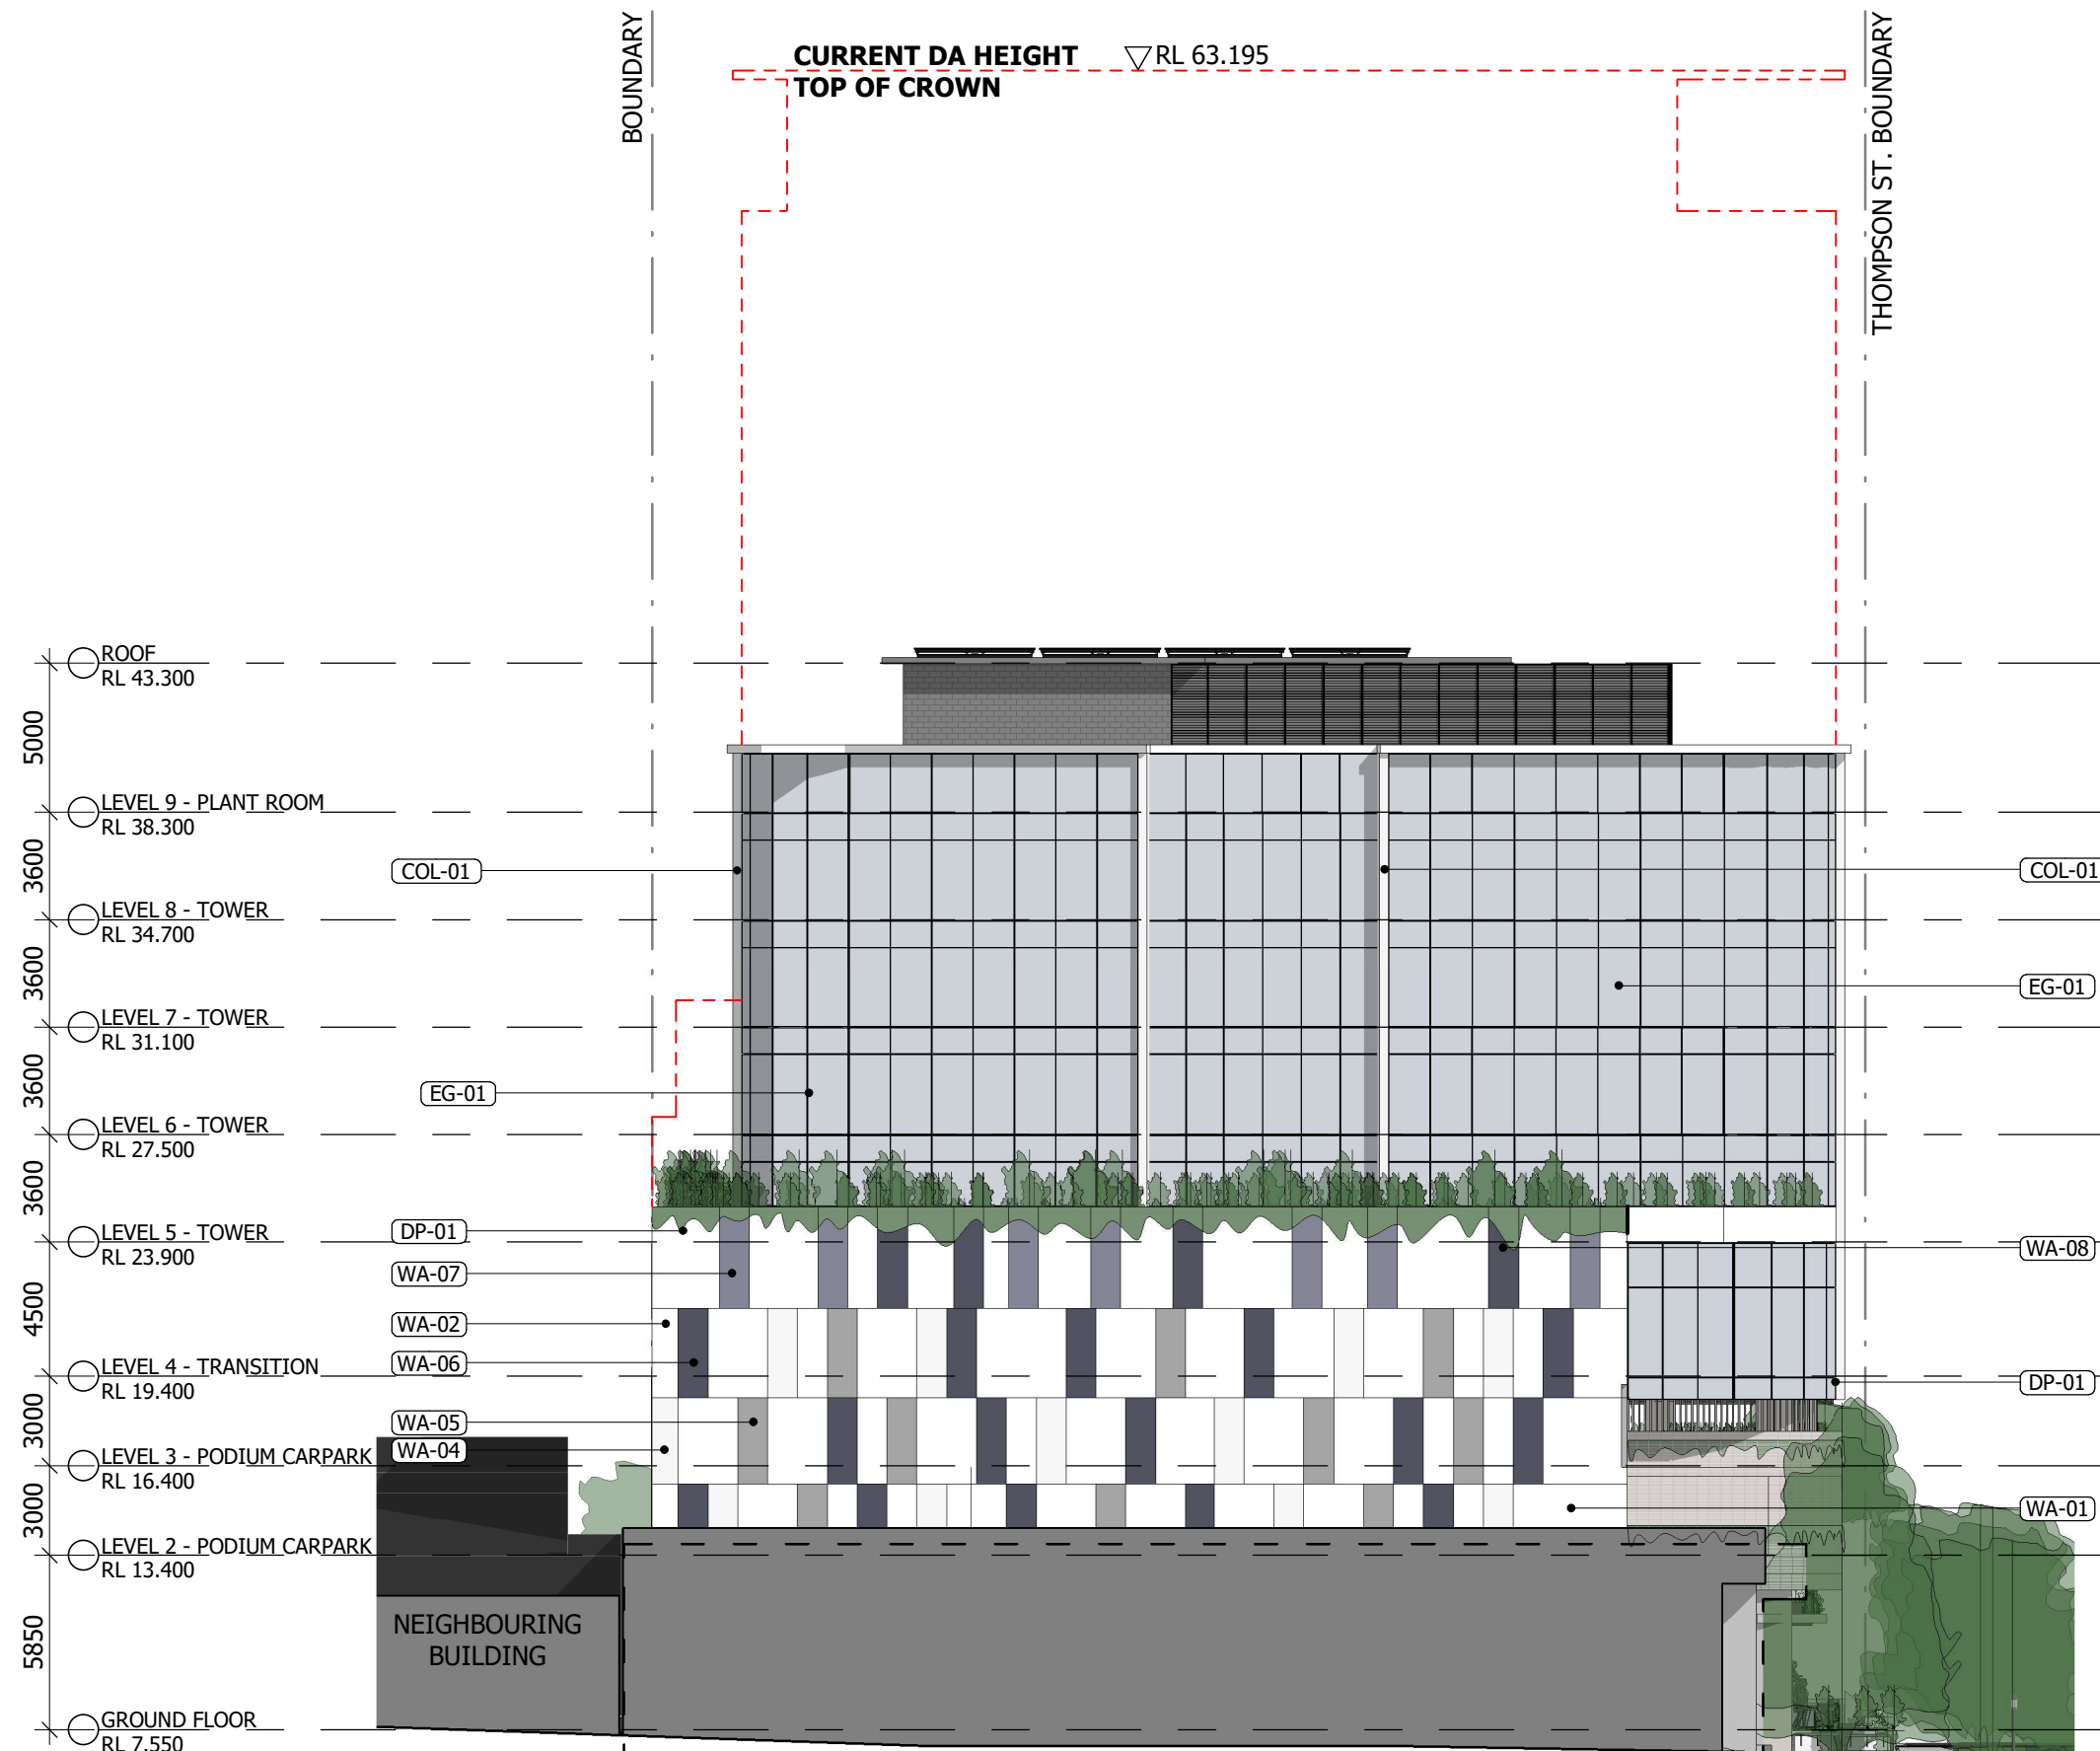 BOUNDARY
CURRENT DA HEIGHT
RL 63.195
TOP OF CROWN
THOMPSON ST. BOUNDARY
ROOF
RL 43.300
5000
LEVEL 9 - PLANT ROOM
RL 38.300
3600
COL-01
COL-01
LEVEL 8 - TOWER
RL 34.700
3600
EG-01
LEVEL 7 - TOWER
RL 31.100
3600
EG-01
LEVEL 6 - TOWER
RL 27.500
3600
DP-01
LEVEL 5 - TOWER
RL 23.900
WA-08
WA-07
4500
WA-02
WA-06
LEVEL 4 - TRANSITION
RL 19.400
DP-01
3000
WA-05
WA-04
LEVEL 3 - PODIUM CARPARK
RL 16.400
3000
WA-01
LEVEL 2 - PODIUM CARPARK
RL 13.400
5850
NEIGHBOURING
BUILDING
GROUND FLOOR
RL 7.550